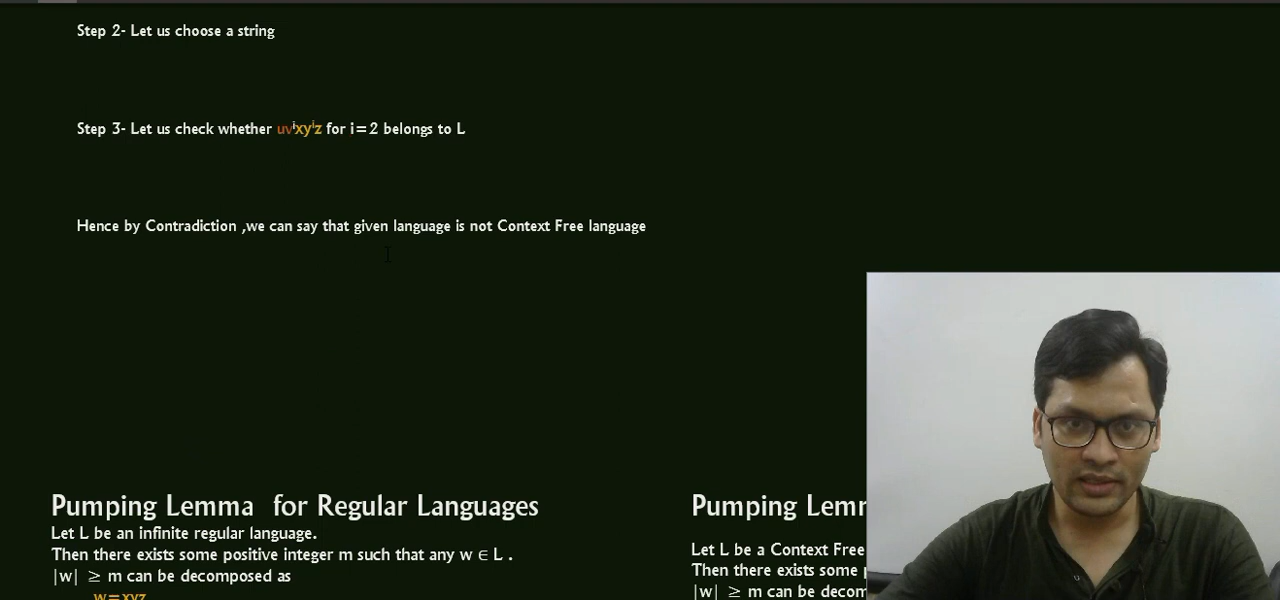 Step 2- Let us choose a string
Step 3- Let us check whether uvⁱxyⁱz for i=2 belongs to L
Hence by Contradiction ,we can say that given language is not Context Free language
Pumping Lemma for Regular Languages
Let L be an infinite regular language.
Then there exists some positive integer m such that any w ∈ L .
|w| ≥ m can be decomposed as
w=xyz
Pumping
Let L be a Context Free
Then there exists some
|w| ≥ m can be